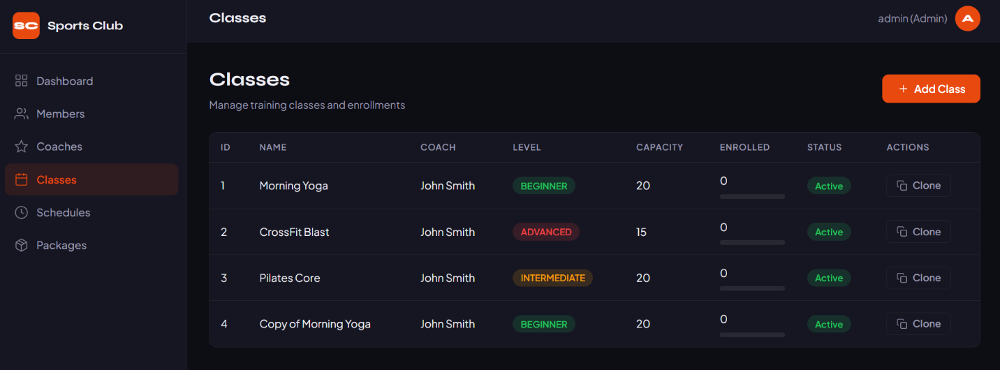 SC Sports Club
Classes
admin (Admin) A
Dashboard
Members
Coaches
Classes
Schedules
Packages
Classes
Manage training classes and enrollments
+ Add Class
ID NAME COACH LEVEL CAPACITY ENROLLED STATUS ACTIONS
1 Morning Yoga John Smith BEGINNER 20 0 Active Clone
2 CrossFit Blast John Smith ADVANCED 15 0 Active Clone
3 Pilates Core John Smith INTERMEDIATE 20 0 Active Clone
4 Copy of Morning Yoga John Smith BEGINNER 20 0 Active Clone